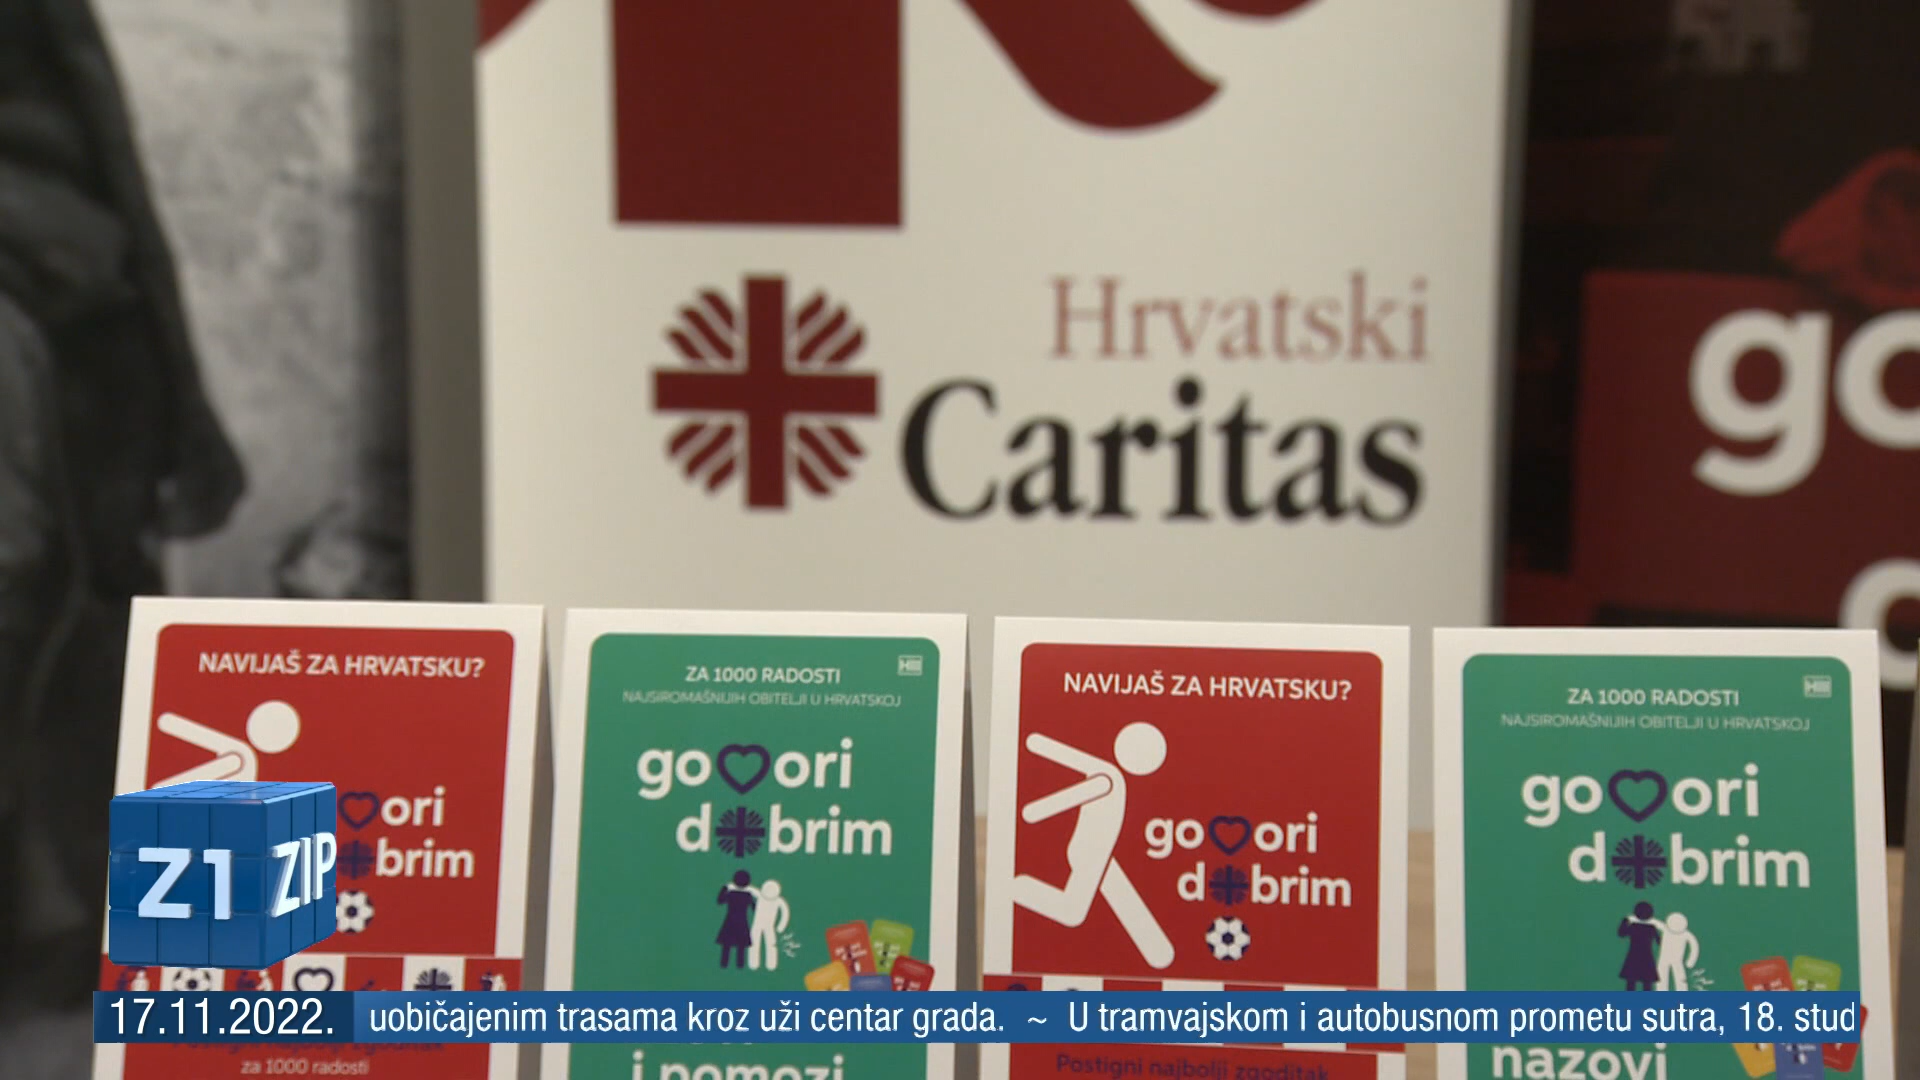 Hrvatski
Caritas
go
NAVIJAŠ ZA HRVATSKU?
ori
brim
za 1000 radosti
ZA 1000 RADOSTI
NAJSIROMAŠNIJIH OBITELJI U HRVATSKOJ
go ori
d brim
i pomozi
NAVIJAŠ ZA HRVATSKU?
go ori
d brim
Postigni najbolji zgoditak
ZA 1000 RADOSTI
NAJSIROMAŠNIJIH OBITELJI U HRVATSKOJ
go ori
d brim
nazovi
Z1 ZIP
17.11.2022. uobičajenim trasama kroz uži centar grada. ~ U tramvajskom i autobusnom prometu sutra, 18. stud